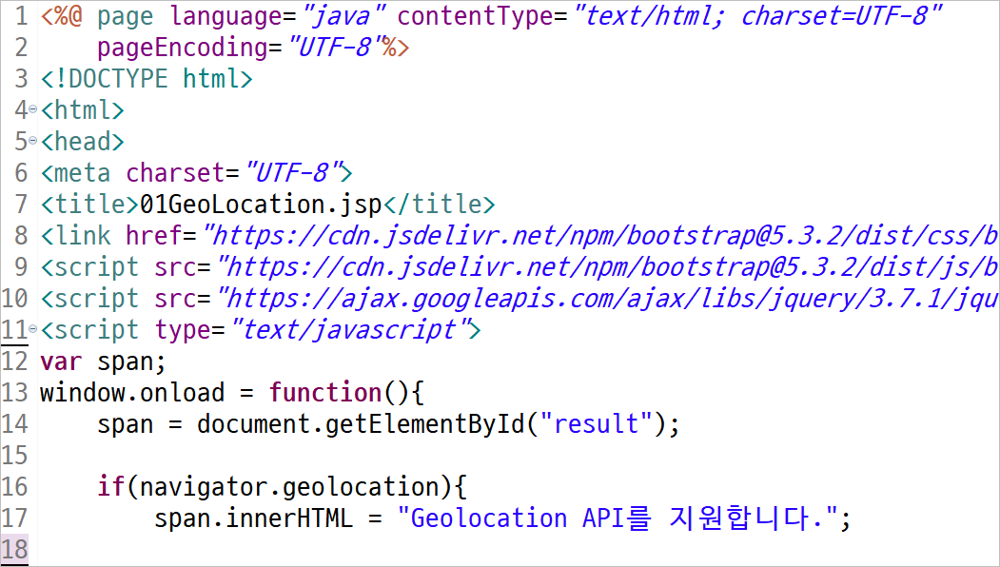 1 <%@ page language="java" contentType="text/html; charset=UTF-8"
2     pageEncoding="UTF-8"%>
3 <!DOCTYPE html>
4 <html>
5 <head>
6 <meta charset="UTF-8">
7 <title>01GeoLocation.jsp</title>
8 <link href="https://cdn.jsdelivr.net/npm/bootstrap@5.3.2/dist/css/b
9 <script src="https://cdn.jsdelivr.net/npm/bootstrap@5.3.2/dist/js/b
10 <script src="https://ajax.googleapis.com/ajax/libs/jquery/3.7.1/jqu
11 <script type="text/javascript">
12 var span;
13 window.onload = function(){
14     span = document.getElementById("result");
15
16     if(navigator.geolocation){
17         span.innerHTML = "Geolocation API를 지원합니다.";
18